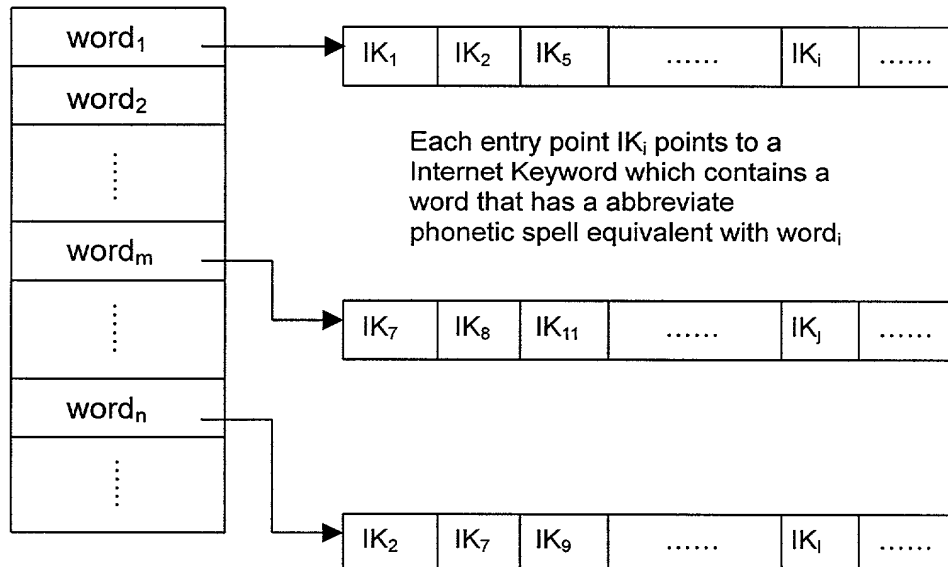 word₁
IK₁ IK₂ IK₅ ...... IKᵢ ......
word₂
......
Each entry point IKᵢ points to a
Internet Keyword which contains a
word that has a abbreviate
phonetic spell equivalent with wordᵢ
wordₘ
......
IK₇ IK₈ IK₁₁ ...... IKⱼ ......
wordₙ
......
IK₂ IK₇ IK₉ ...... IKₗ ......